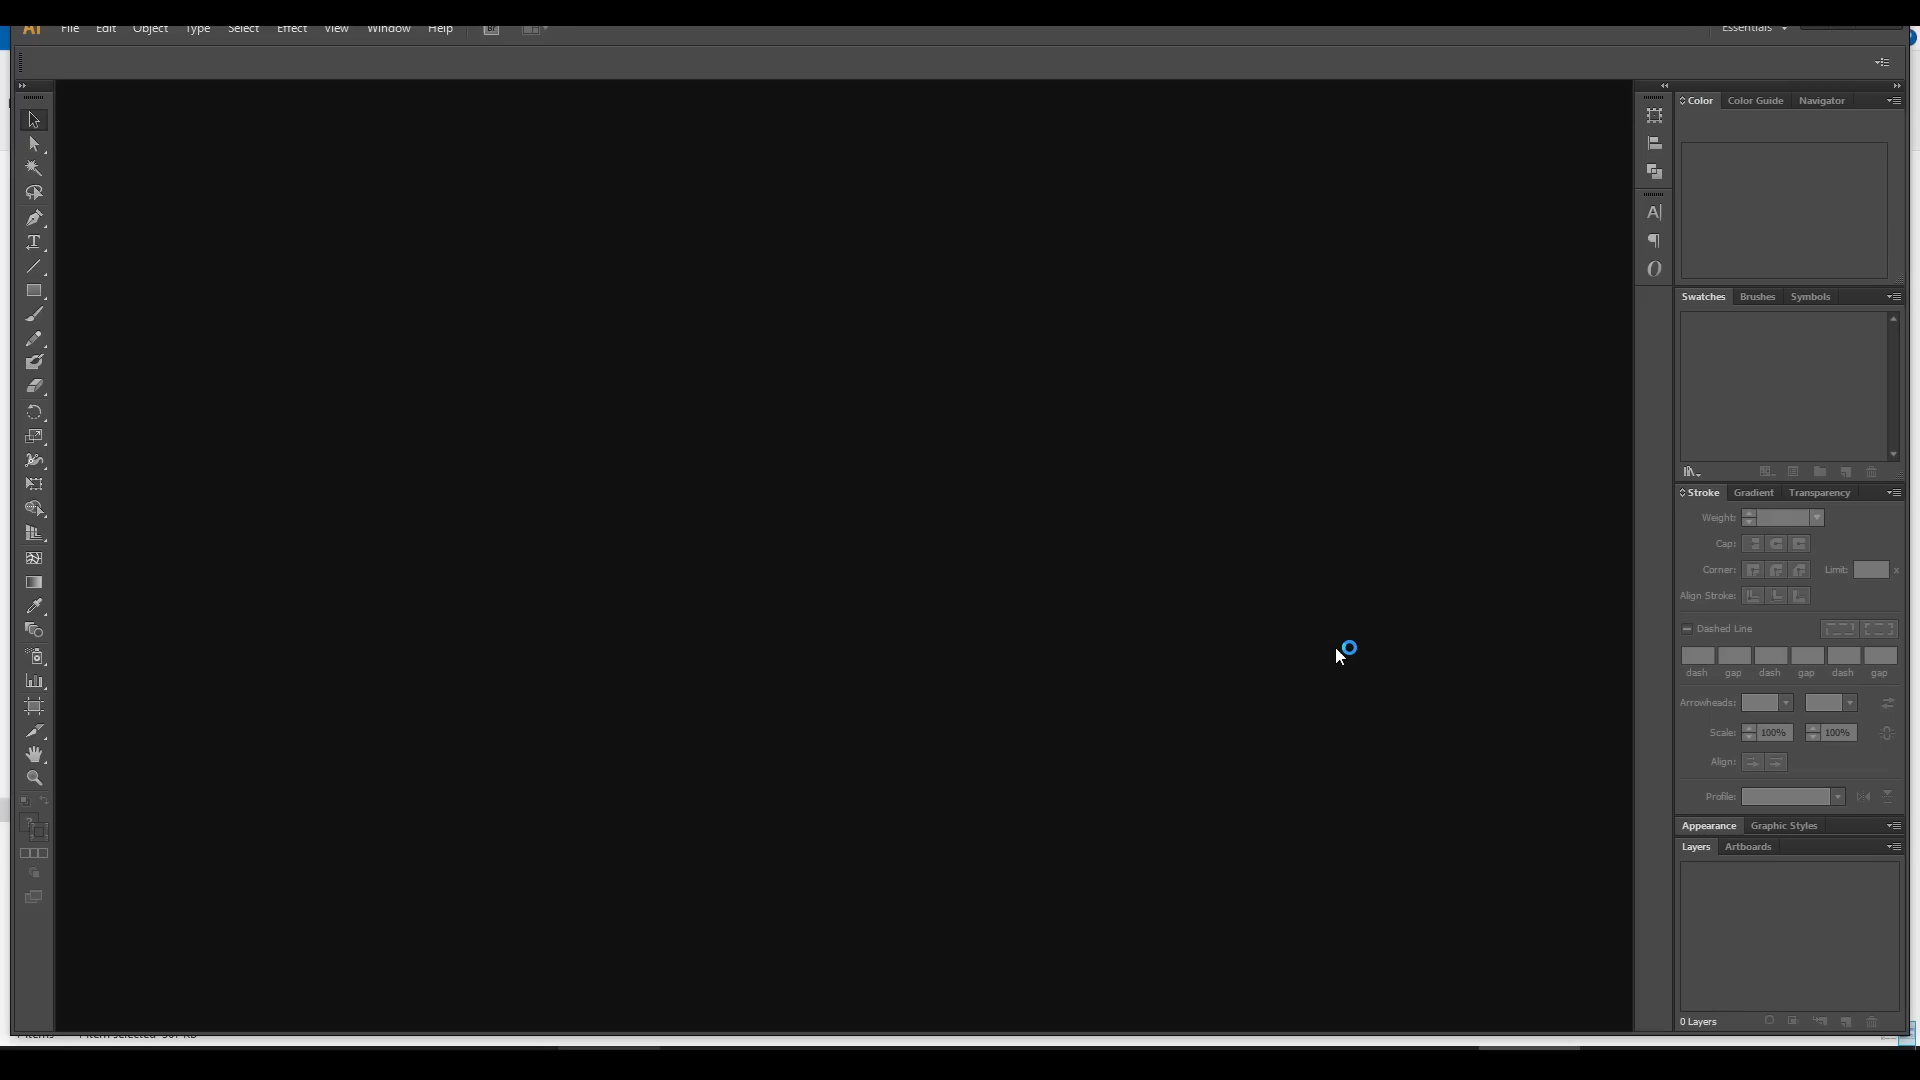 Ai File Edit Object Type Select Effect View Window Help Br Essentials
Color Color Guide Navigator
Swatches Brushes Symbols
Stroke Gradient Transparency
Weight:
Cap:
Corner: Limit: x
Align Stroke:
Dashed Line
dash gap dash gap dash gap
Arrowheads:
Scale: 100% 100%
Align:
Profile:
Appearance Graphic Styles
Layers Artboards
0 Layers